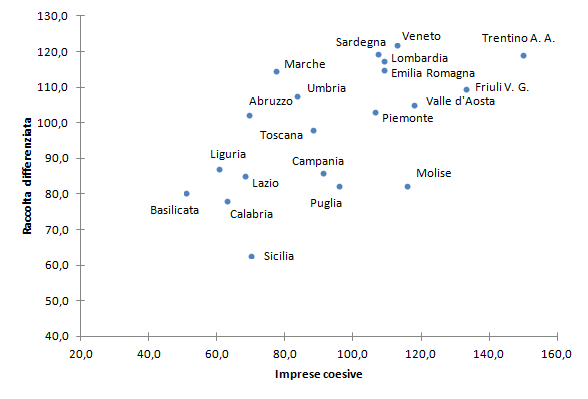 130,0
120,0
110,0
100,0
90,0
80,0
70,0
60,0
50,0
40,0
Raccolta differenziata
Veneto
Trentino A. A.
Sardegna
Lombardia
Marche
Emilia Romagna
Umbria
Friuli V. G.
Abruzzo
Valle d'Aosta
Piemonte
Toscana
Liguria
Campania
Molise
Lazio
Puglia
Basilicata
Calabria
Sicilia
20,0 40,0 60,0 80,0 100,0 120,0 140,0 160,0
Imprese coesive